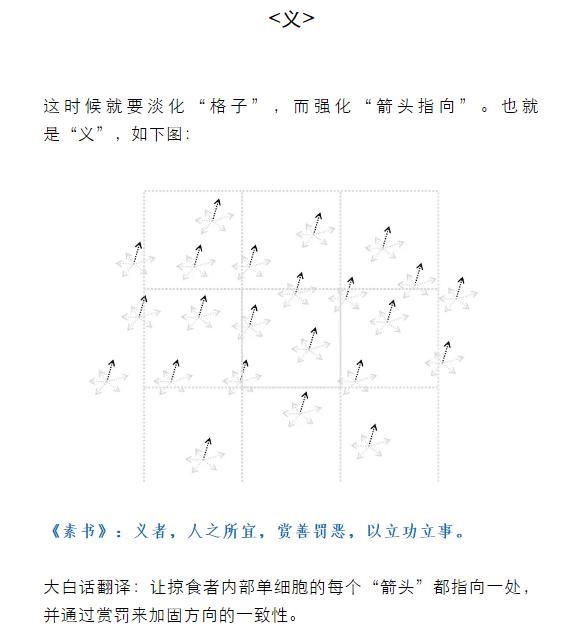 <义>
这时候就要淡化“格子”，而强化“箭头指向”。也就
是“义”，如下图：
《素书》：义者，人之所宜，赏善罚恶，以立功立事。
大白话翻译：让掠食者内部单细胞的每个“箭头”都指向一处，
并通过赏罚来加固方向的一致性。